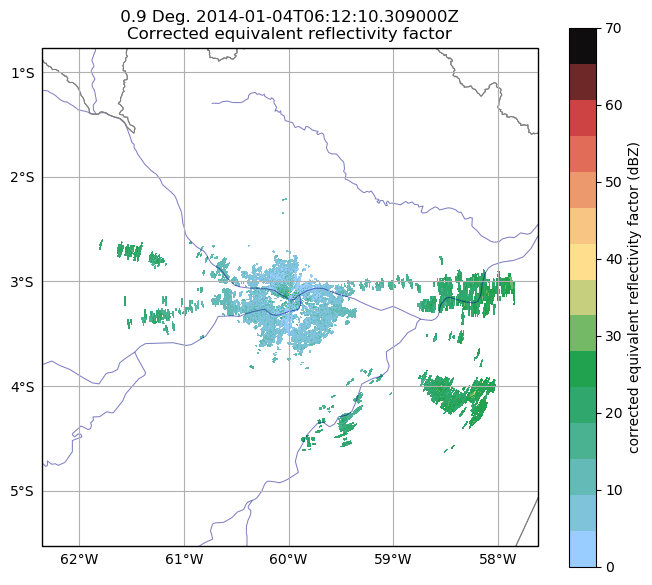 0.9 Deg. 2014-01-04T06:12:10.309000Z
Corrected equivalent reflectivity factor
1°S
2°S
3°S
4°S
5°S
62°W
61°W
60°W
59°W
58°W
70
60
50
40
30
20
10
0
corrected equivalent reflectivity factor (dBZ)